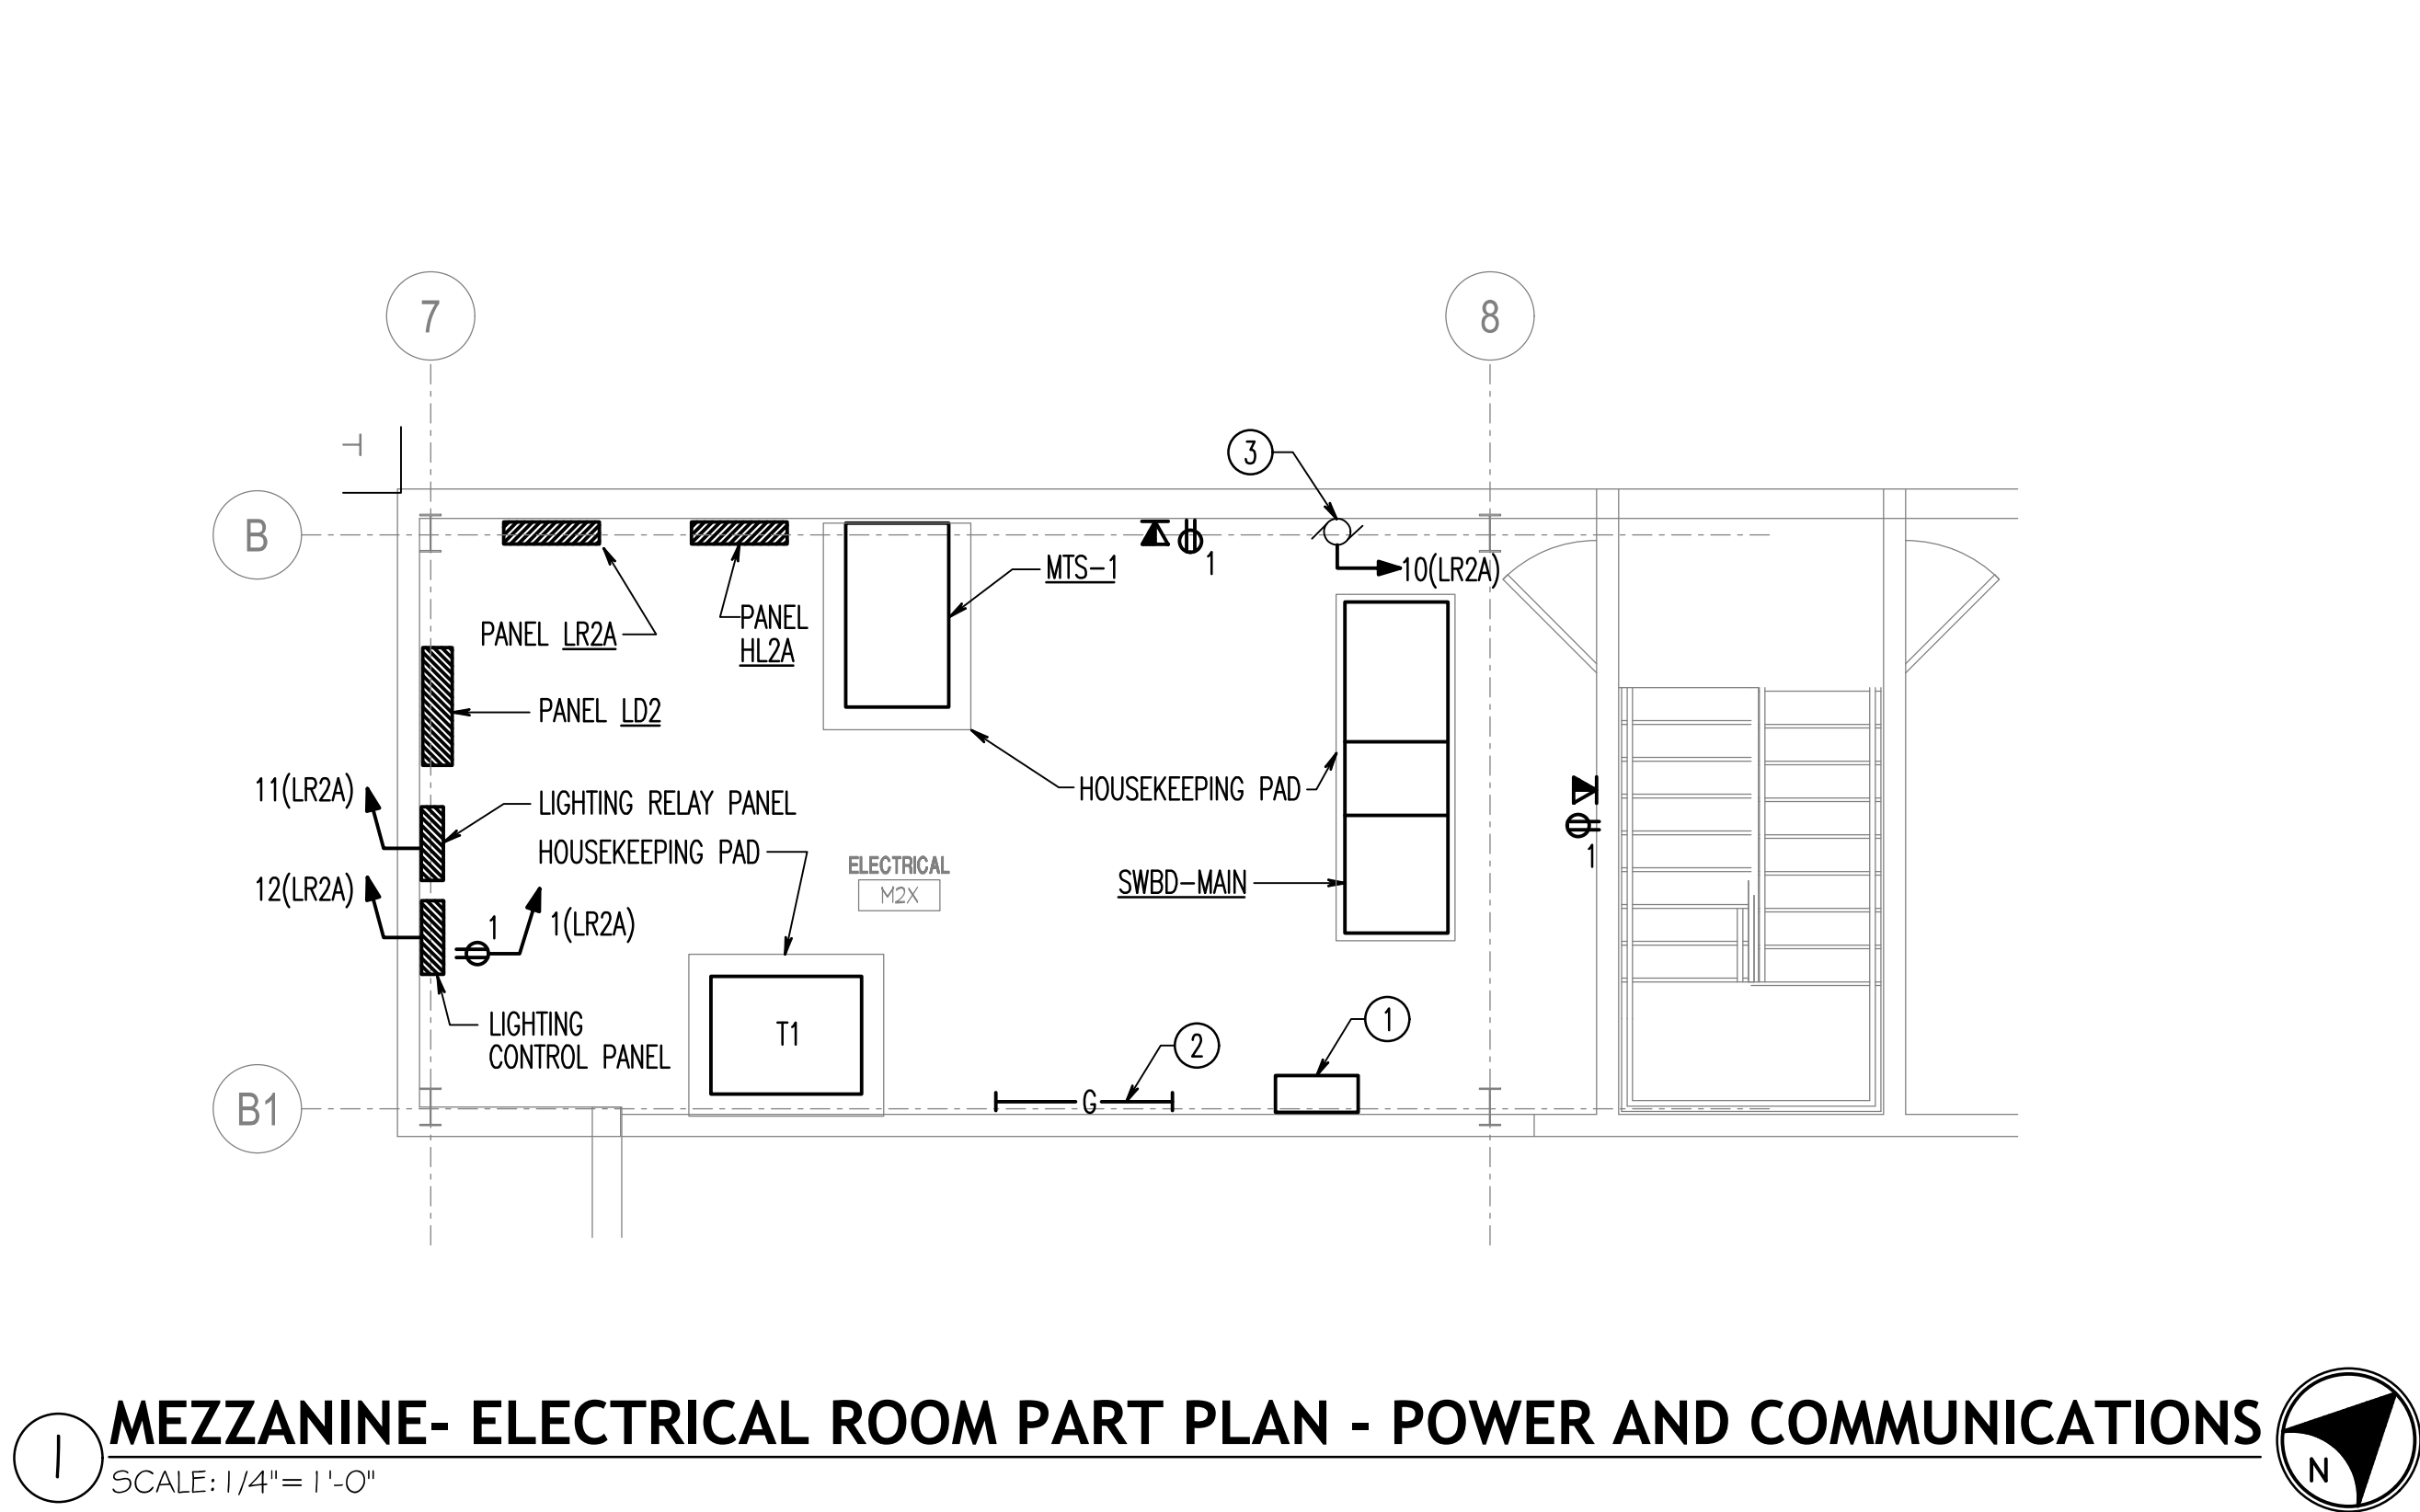 7
8
3
B
10(LR2A)
MTS-1
1
PANEL LR2A
PANEL
HL2A
PANEL LD2
11(LR2A)
LIGHTING RELAY PANEL
HOUSEKEEPING PAD
HOUSEKEEPING PAD
1
ELECTRICAL
M2X
SWBD-MAIN
12(LR2A)
1
1(LR2A)
LIGHTING
CONTROL PANEL
T1
2
1
G
B1
1
MEZZANINE- ELECTRICAL ROOM PART PLAN - POWER AND COMMUNICATIONS
SCALE: 1/4"= 1'-0"
N